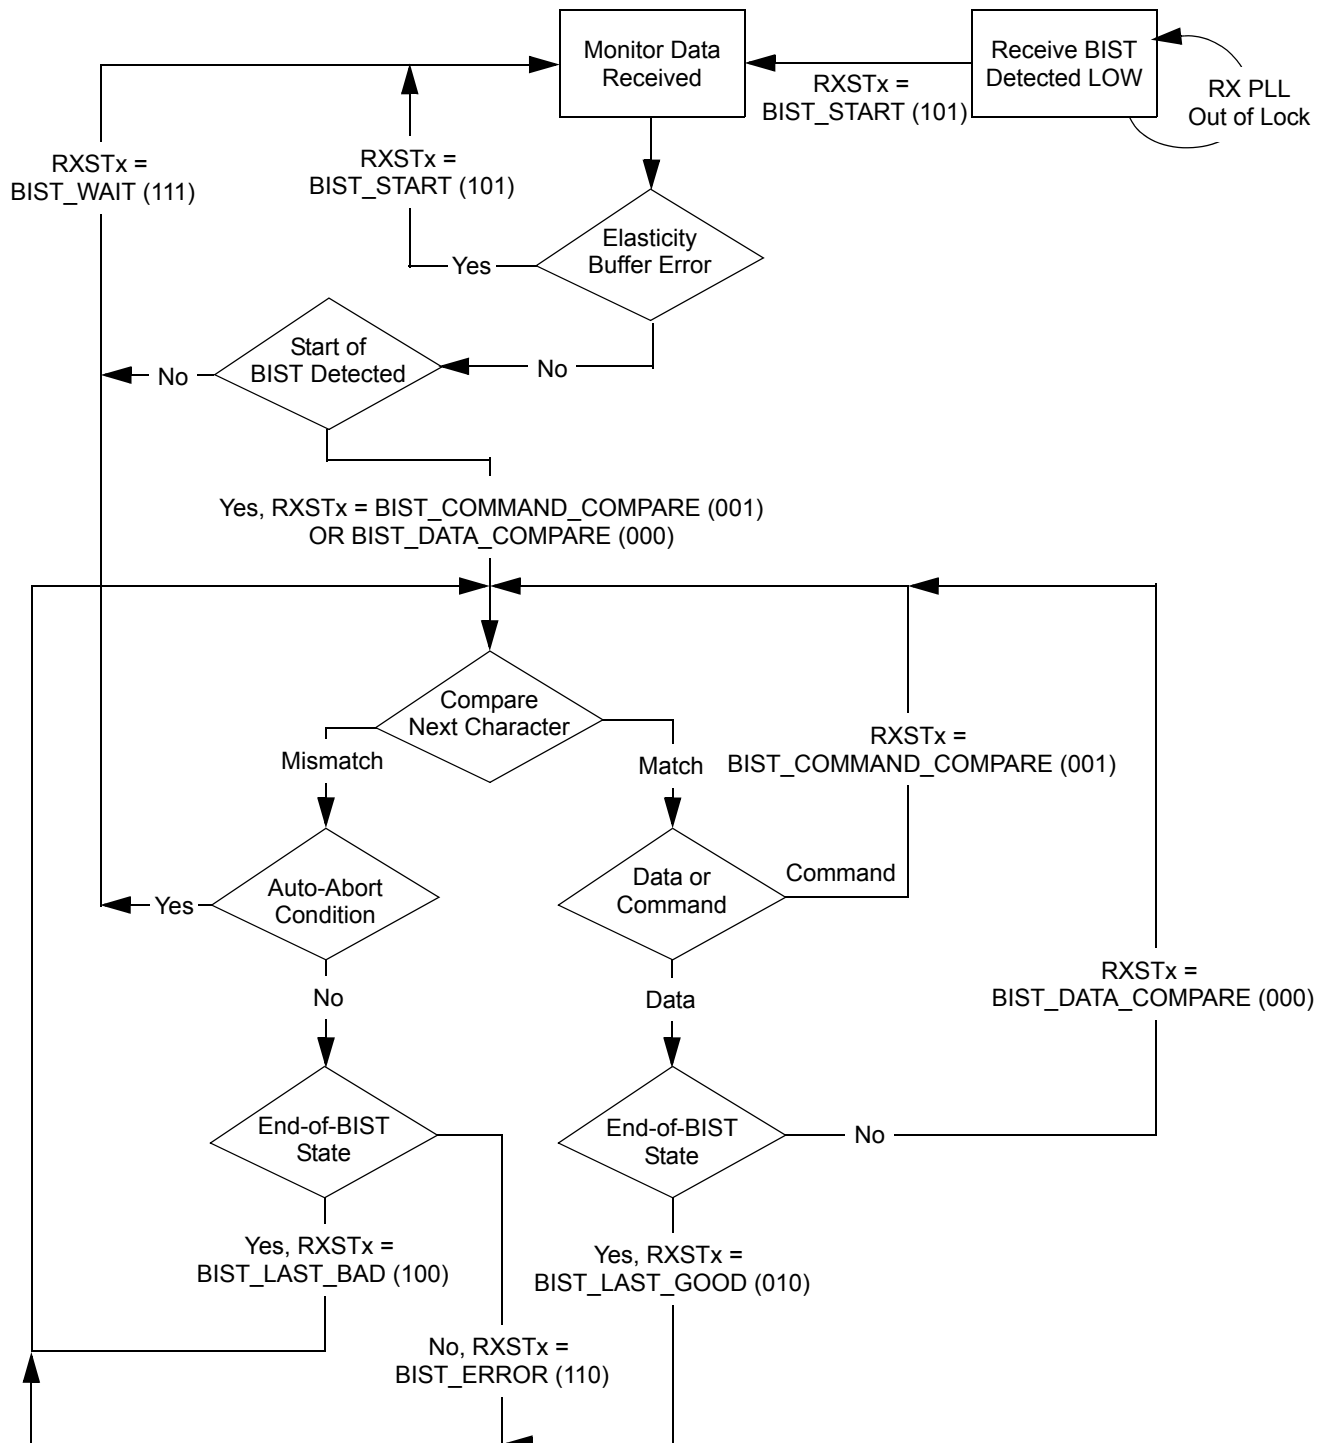 Monitor Data
Received
Receive BIST
Detected LOW
RX PLL
Out of Lock
RXSTx =
BIST_START (101)
RXSTx =
BIST_WAIT (111)
RXSTx =
BIST_START (101)
Elasticity
Buffer Error
Yes
No
Start of
BIST Detected
No
Yes, RXSTx = BIST_COMMAND_COMPARE (001)
OR BIST_DATA_COMPARE (000)
Compare
Next Character
Mismatch
Match
RXSTx =
BIST_COMMAND_COMPARE (001)
Auto-Abort
Condition
Yes
Data or
Command
Command
No
Data
RXSTx =
BIST_DATA_COMPARE (000)
End-of-BIST
State
End-of-BIST
State
No
Yes, RXSTx =
BIST_LAST_BAD (100)
Yes, RXSTx =
BIST_LAST_GOOD (010)
No, RXSTx =
BIST_ERROR (110)